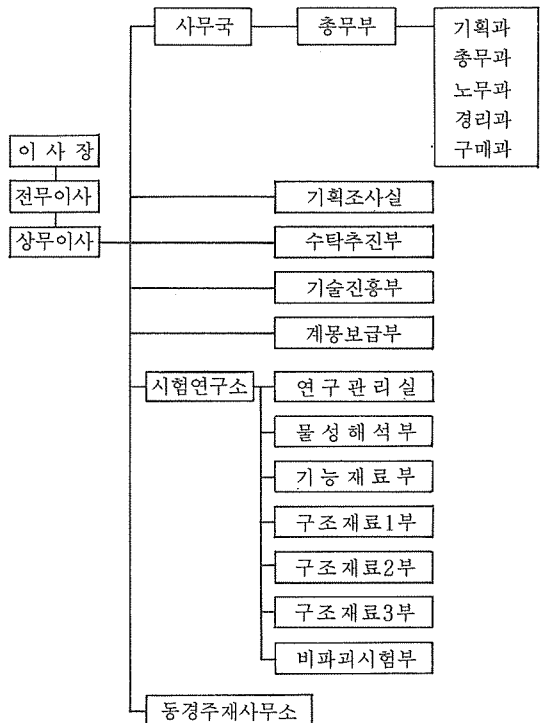 사무국
총무부
기획과
총무과
노무과
경리과
구매과
이 사 장
전무이사
상무이사
기획조사실
수탁추진부
기술진흥부
계몽보급부
시험연구소
연 구 관 리 실
물 성 해 석 부
기 능 재 료 부
구조재료1부
구조재료2부
구조재료3부
비파괴시험부
동경주재사무소